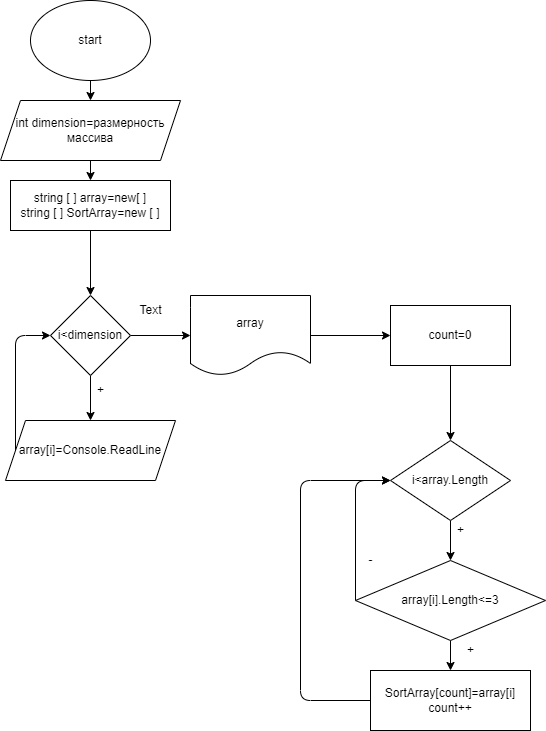 start
int dimension=размерность
массива
string [ ] array=new[ ]
string [ ] SortArray=new [ ]
i<dimension
Text
array
count=0
+
array[i]=Console.ReadLine
i<array.Length
+
-
array[i].Length<=3
+
SortArray[count]=array[i]
count++